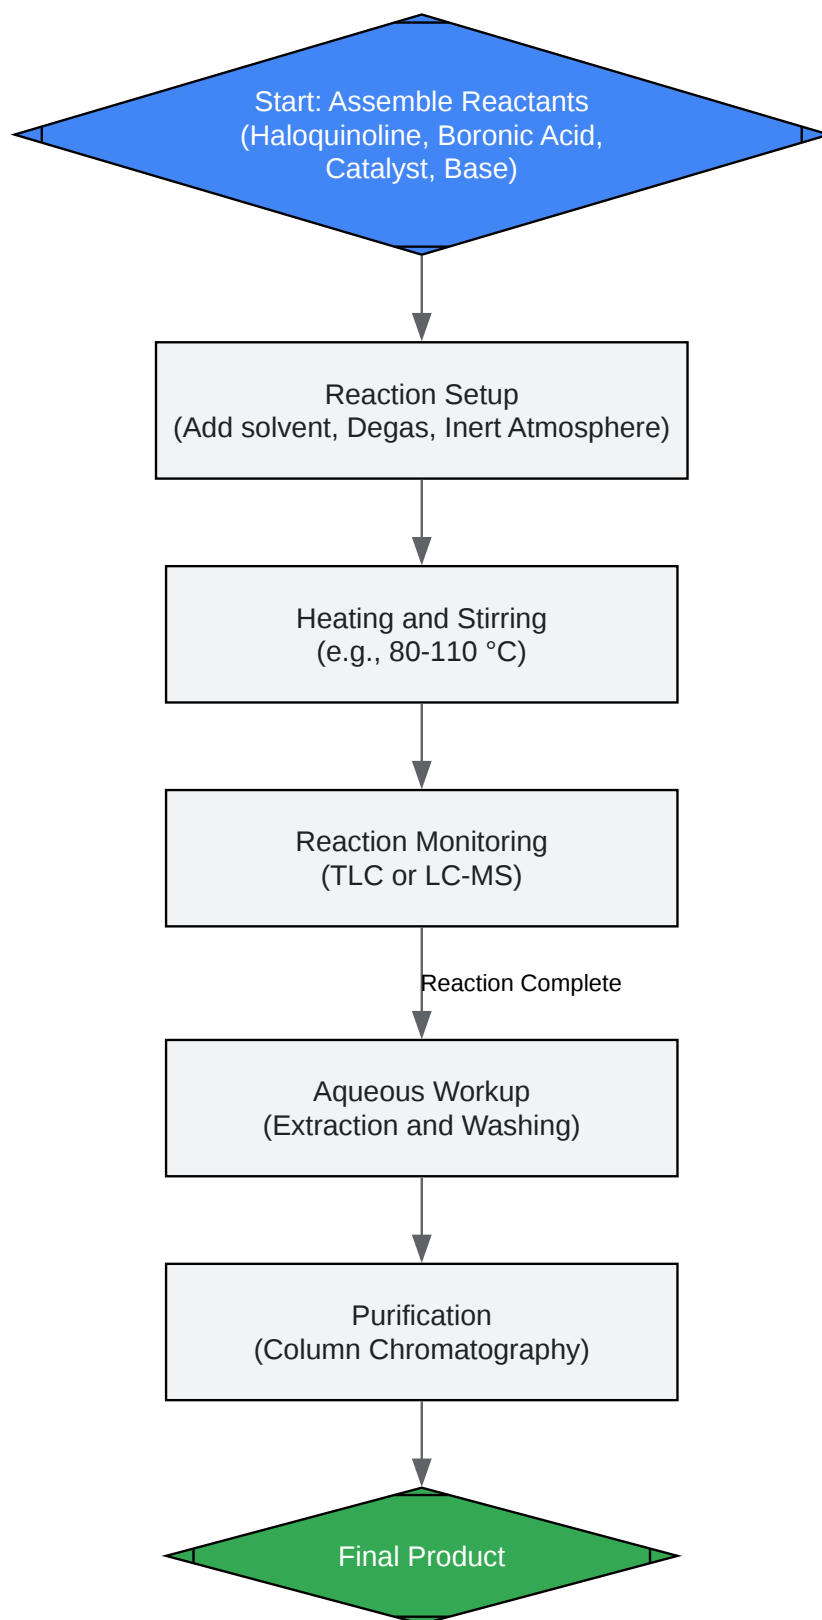 Start: Assemble Reactants
(Haloquinoline, Boronic Acid,
Catalyst, Base)
Reaction Setup
(Add solvent, Degas, Inert Atmosphere)
Heating and Stirring
(e.g., 80-110 °C)
Reaction Monitoring
(TLC or LC-MS)
Reaction Complete
Aqueous Workup
(Extraction and Washing)
Purification
(Column Chromatography)
Final Product